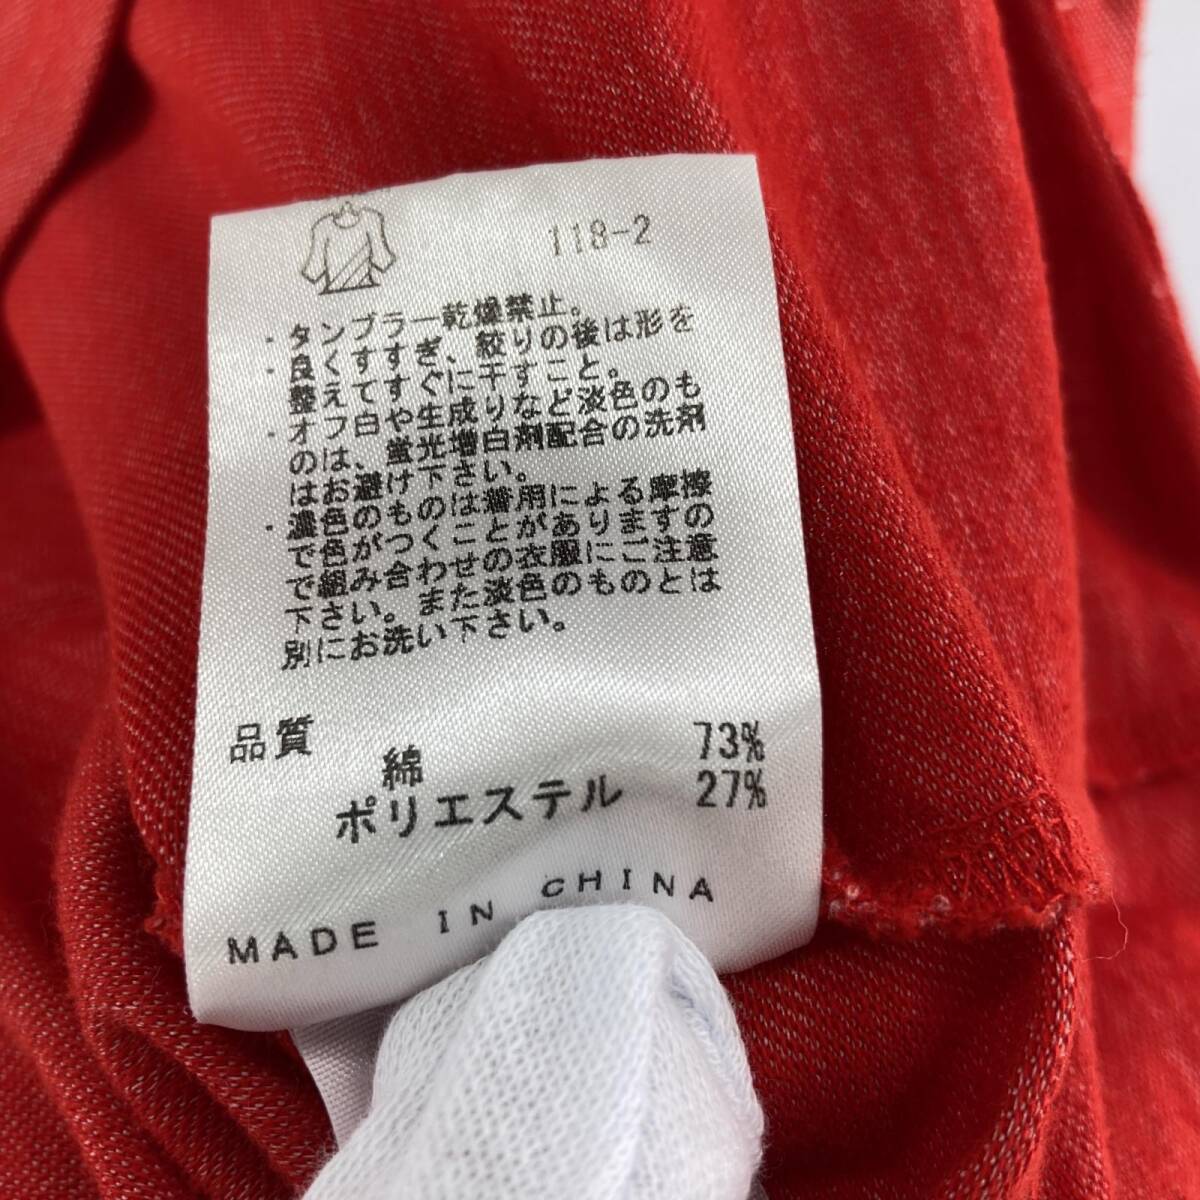 118-2
・タンブラー乾燥禁止。
・良くすすぎ、絞りの後は形を
整えてすぐに干すこと。
・オフ白や生成りなど淡色のも
のは、蛍光増白剤配合の洗剤
はお避け下さい。
・濃色のものは着用による摩擦
で色がつくことがありますの
で組み合わせの衣服にご注意
下さい。また淡色のものとは
別にお洗い下さい。
品質 綿 73%
ポリエステル 27%
MADE IN CHINA